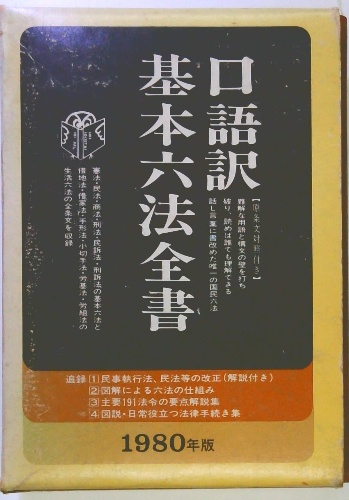 口語訳
基本六法全書
【原条文対照付き】
難解な用語と構文の壁を打ち
破り、読めば誰でも理解できる
話し言葉に書改めた唯一の国民六法
憲法・民法・商法・刑法・民訴法・刑訴法の基本六法と
借地法・借家法・手形法・小切手法・労基法・労組法の
生活六法の全条文を収録
追録 [1]民事執行法、民法等の改正(解説付き)
[2]図解による六法の仕組み
[3]主要191法令の要点解説集
[4]図説・日常役立つ法律手続き集
1980年版